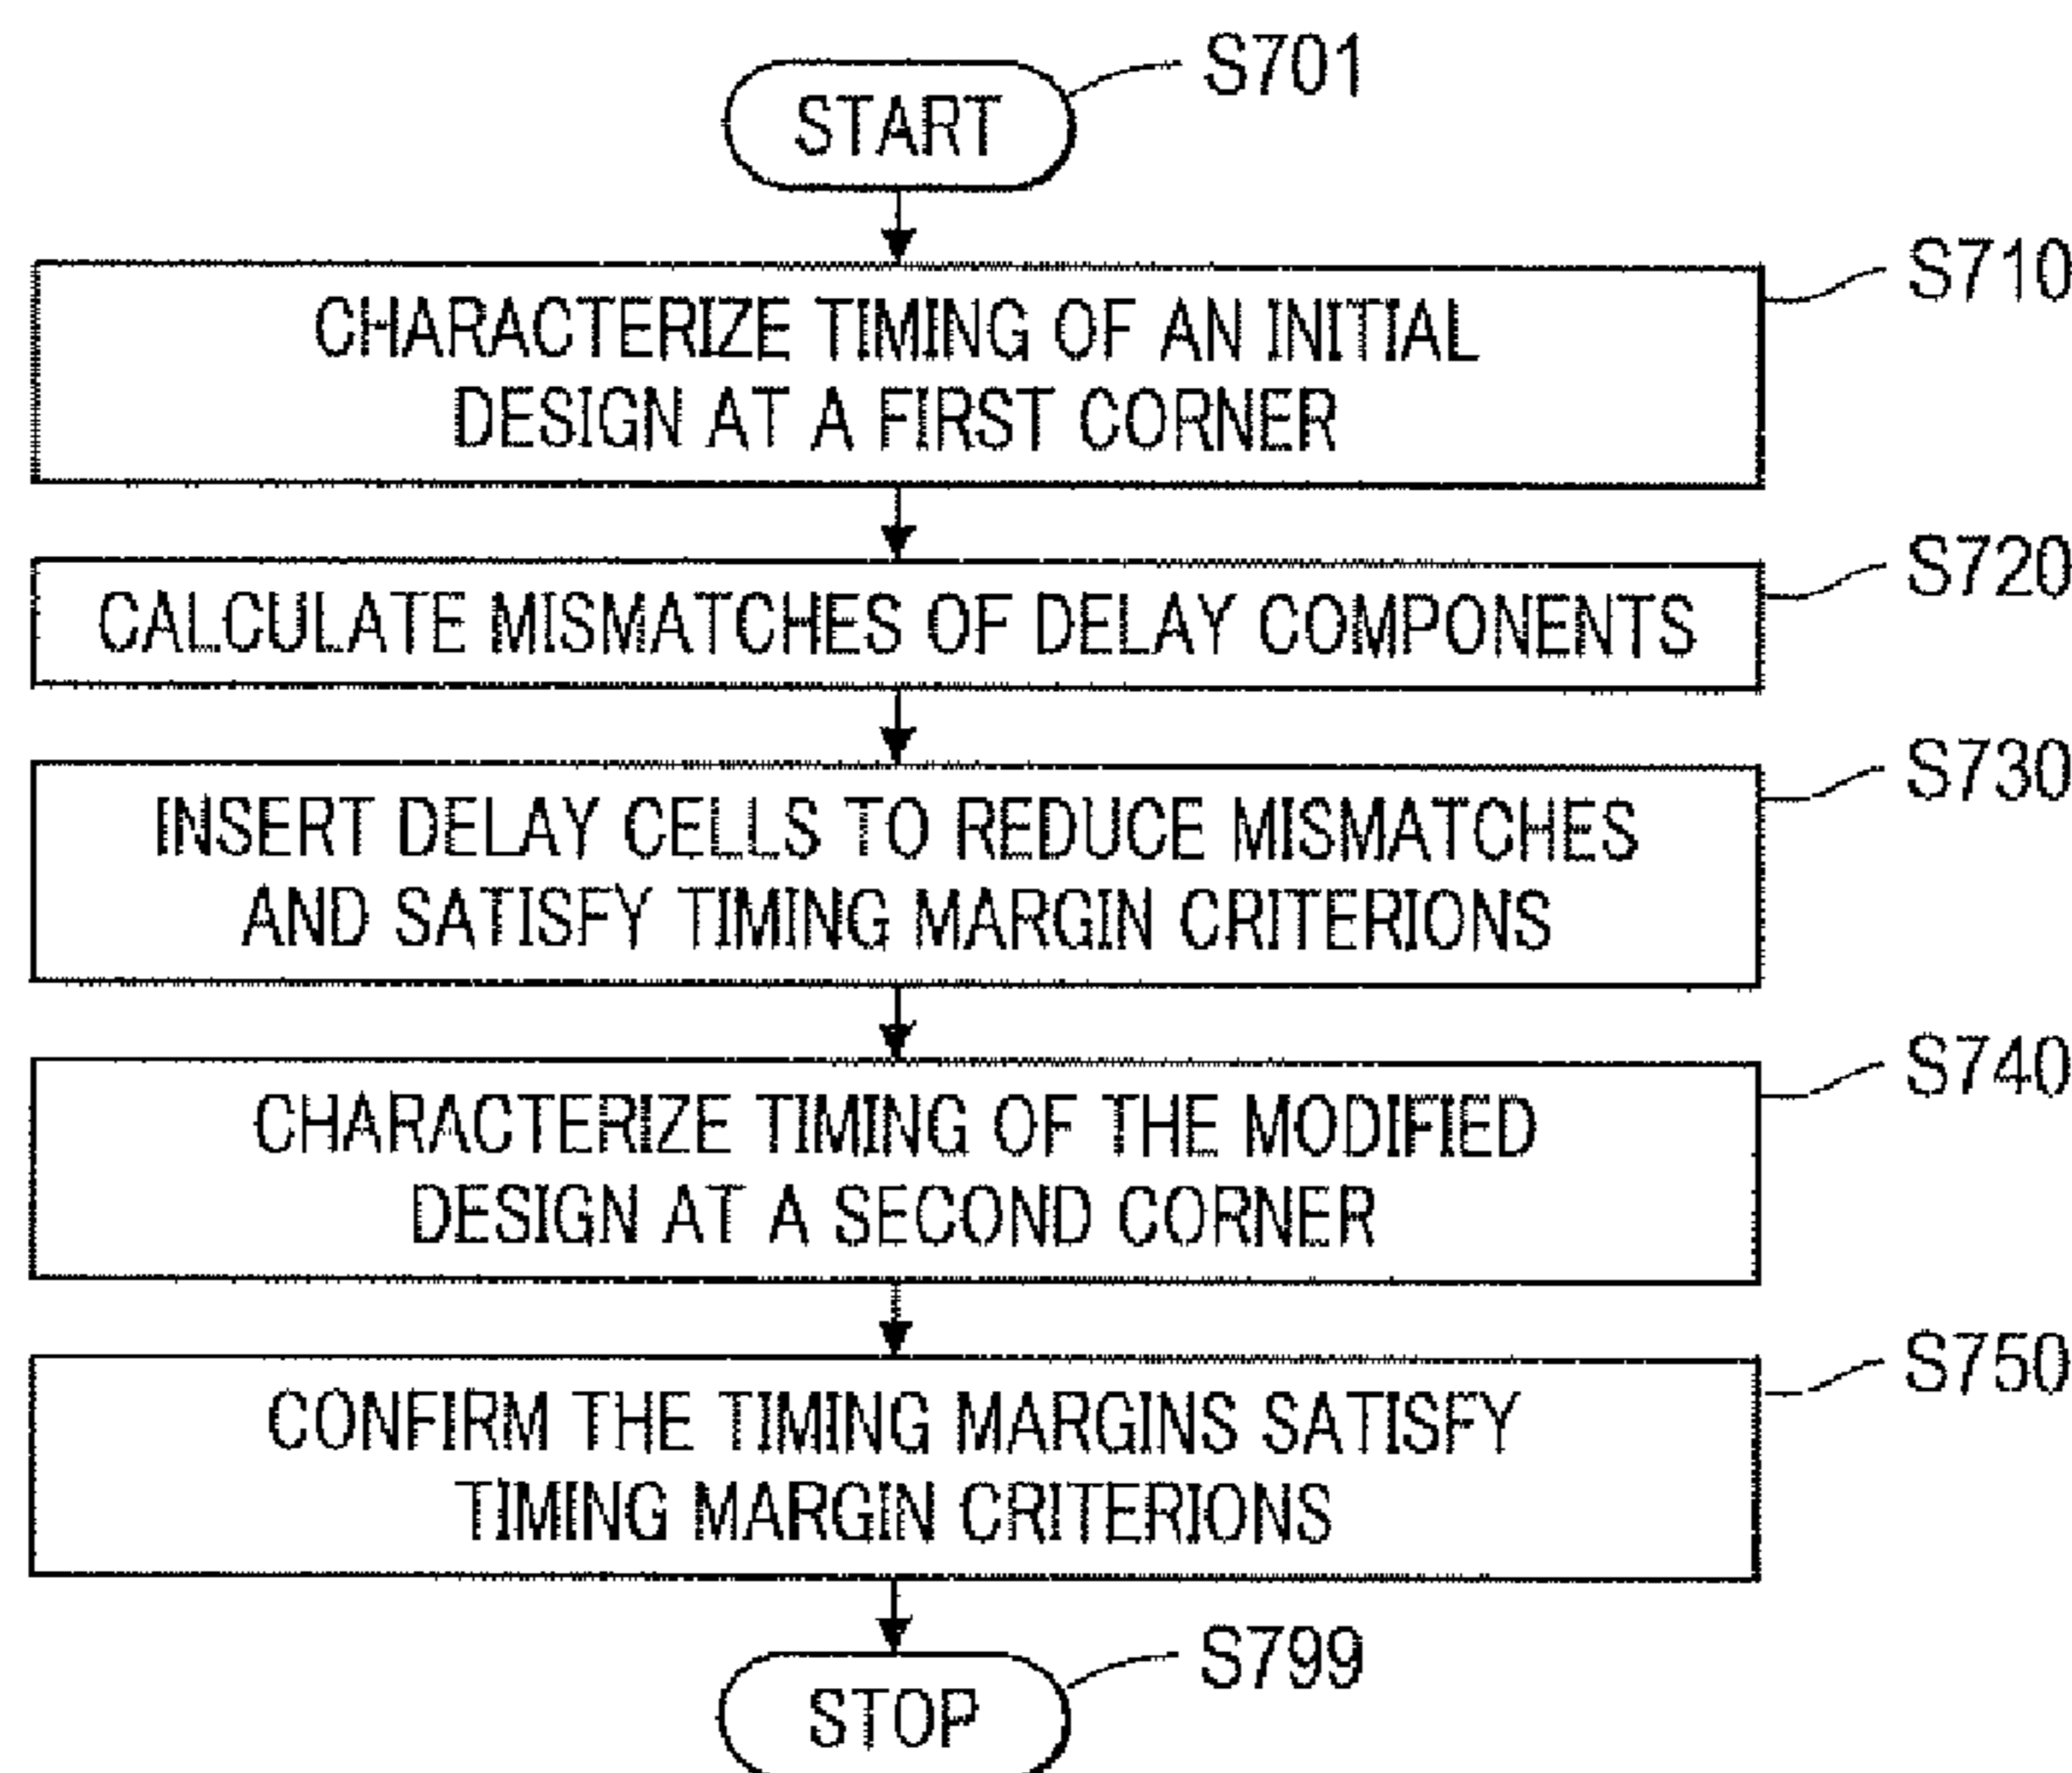 START
S701
CHARACTERIZE TIMING OF AN INITIAL
DESIGN AT A FIRST CORNER
S710
CALCULATE MISMATCHES OF DELAY COMPONENTS
S720
INSERT DELAY CELLS TO REDUCE MISMATCHES
AND SATISFY TIMING MARGIN CRITERIONS
S730
CHARACTERIZE TIMING OF THE MODIFIED
DESIGN AT A SECOND CORNER
S740
CONFIRM THE TIMING MARGINS SATISFY
TIMING MARGIN CRITERIONS
S750
STOP
S799